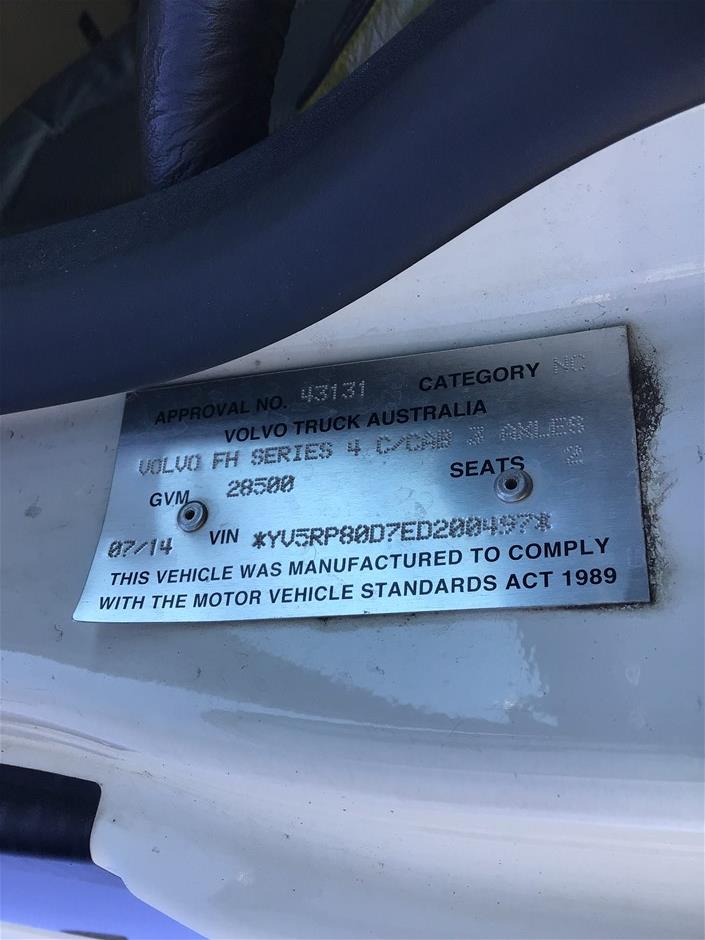 APPROVAL NO. 43131 CATEGORY NC
VOLVO TRUCK AUSTRALIA
VOLVO FH SERIES 4 C/CAB 3 AXLES
GVM 28500 SEATS 2
07/14 VIN *YV5RP80D7ED200497*
THIS VEHICLE WAS MANUFACTURED TO COMPLY
WITH THE MOTOR VEHICLE STANDARDS ACT 1989